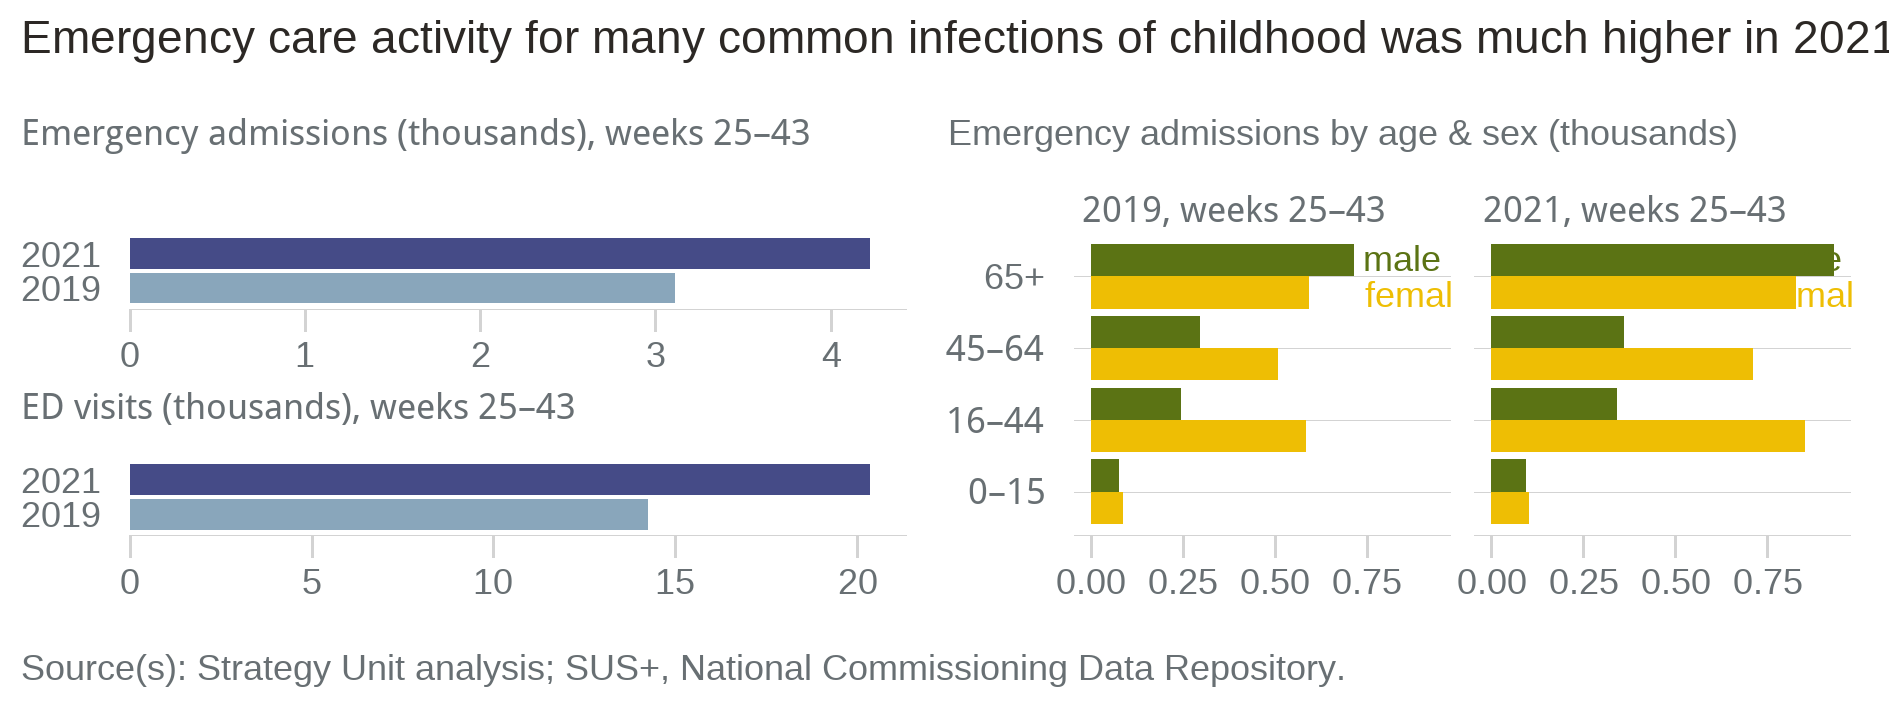 Emergency care activity for many common infections of childhood was much higher in 2021
Emergency admissions (thousands), weeks 25–43
2021
2019
0 1 2 3 4
ED visits (thousands), weeks 25–43
2021
2019
0 5 10 15 20
Emergency admissions by age & sex (thousands)
2019, weeks 25–43 2021, weeks 25–43
65+
male
femal
e
mal
45–64
16–44
0–15
0.00 0.25 0.50 0.75 0.00 0.25 0.50 0.75
Source(s): Strategy Unit analysis; SUS+, National Commissioning Data Repository.